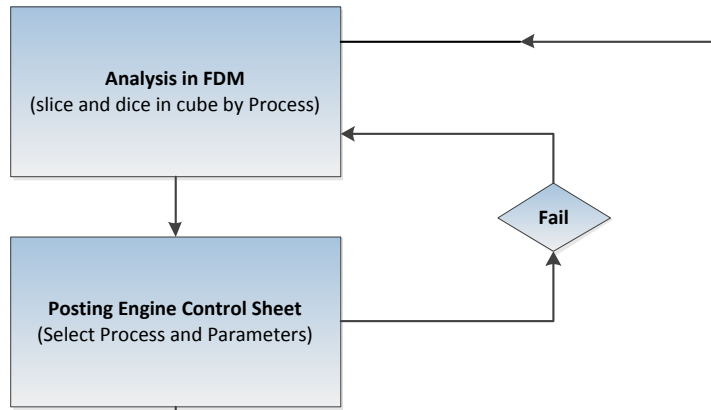 Analysis in FDM
(slice and dice in cube by Process)
Fail
Posting Engine Control Sheet
(Select Process and Parameters)